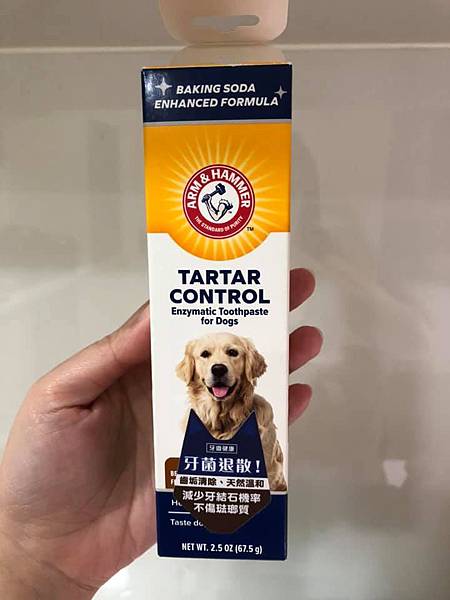 BAKING SODA
ENHANCED FORMULA
ARM & HAMMER
THE STANDARD OF PURITY
TM
TARTAR
CONTROL
Enzymatic Toothpaste
for Dogs
牙齒健康
牙菌退散！
齒垢清除、天然溫和
減少牙結石機率
不傷琺瑯質
Taste
NET WT. 2.5 OZ (67.5 g)